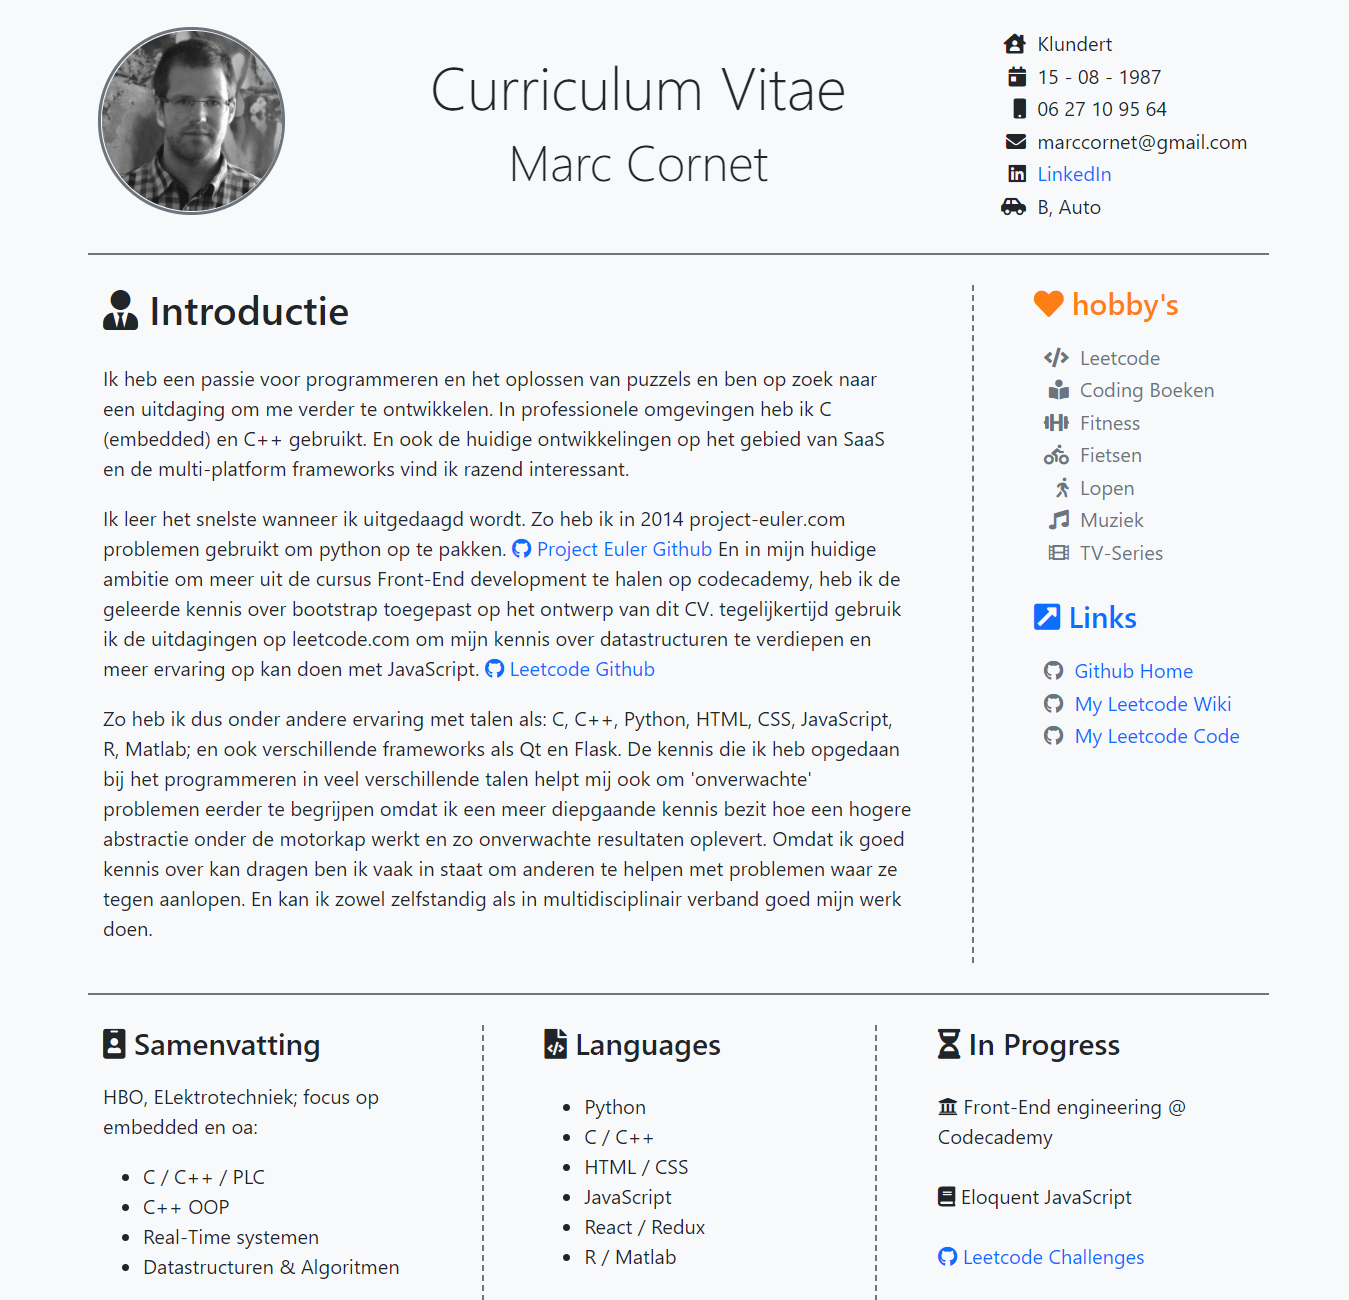 Curriculum Vitae
Marc Cornet
Klundert
15 - 08 - 1987
06 27 10 95 64
marccornet@gmail.com
LinkedIn
B, Auto
Introductie
Ik heb een passie voor programmeren en het oplossen van puzzels en ben op zoek naar
een uitdaging om me verder te ontwikkelen. In professionele omgevingen heb ik C
(embedded) en C++ gebruikt. En ook de huidige ontwikkelingen op het gebied van SaaS
en de multi-platform frameworks vind ik razend interessant.
Ik leer het snelste wanneer ik uitgedaagd wordt. Zo heb ik in 2014 project-euler.com
problemen gebruikt om python op te pakken. Project Euler Github En in mijn huidige
ambitie om meer uit de cursus Front-End development te halen op codecademy, heb ik de
geleerde kennis over bootstrap toegepast op het ontwerp van dit CV. tegelijkertijd gebruik
ik de uitdagingen op leetcode.com om mijn kennis over datastructuren te verdiepen en
meer ervaring op kan doen met JavaScript. Leetcode Github
Zo heb ik dus onder andere ervaring met talen als: C, C++, Python, HTML, CSS, JavaScript,
R, Matlab; en ook verschillende frameworks als Qt en Flask. De kennis die ik heb opgedaan
bij het programmeren in veel verschillende talen helpt mij ook om 'onverwachte'
problemen eerder te begrijpen omdat ik een meer diepgaande kennis bezit hoe een hogere
abstractie onder de motorkap werkt en zo onverwachte resultaten oplevert. Omdat ik goed
kennis over kan dragen ben ik vaak in staat om anderen te helpen met problemen waar ze
tegen aanlopen. En kan ik zowel zelfstandig als in multidisciplinair verband goed mijn werk
doen.
hobby's
Leetcode
Coding Boeken
Fitness
Fietsen
Lopen
Muziek
TV-Series
Links
Github Home
My Leetcode Wiki
My Leetcode Code
Samenvatting
HBO, ELektrotechniek; focus op
embedded en oa:
• C / C++ / PLC
• C++ OOP
• Real-Time systemen
• Datastructuren & Algoritmen
Languages
• Python
• C / C++
• HTML / CSS
• JavaScript
• React / Redux
• R / Matlab
In Progress
Front-End engineering @
Codecademy
Eloquent JavaScript
Leetcode Challenges